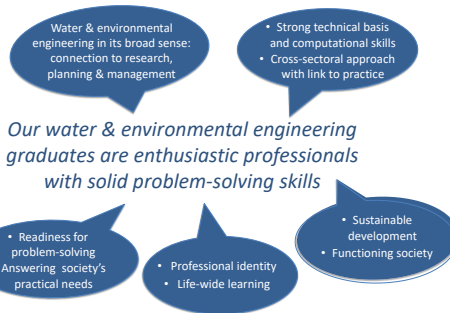 Water & environmental
engineering in its broad sense:
connection to research,
planning & management
• Strong technical basis
and computational skills
• Cross-sectoral approach
with link to practice
Our water & environmental engineering
graduates are enthusiastic professionals
with solid problem-solving skills
• Readiness for
problem-solving
Answering society's
practical needs
• Professional identity
• Life-wide learning
• Sustainable
development
• Functioning society